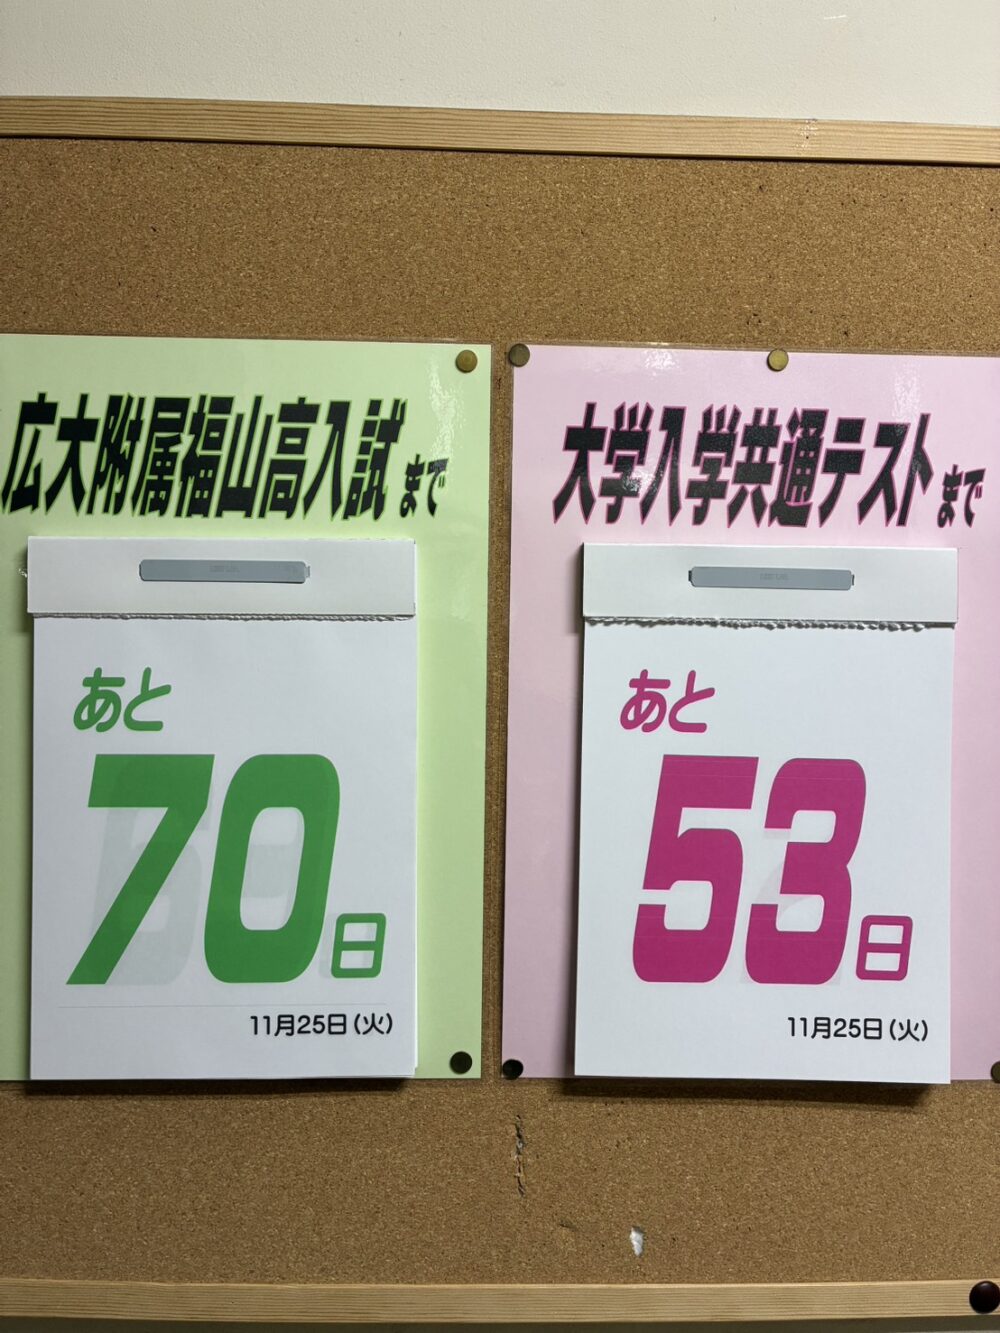 広大附属福山高入試まで
あと
70日
11月25日(火)
大学入学共通テストまで
あと
53日
11月25日(火)